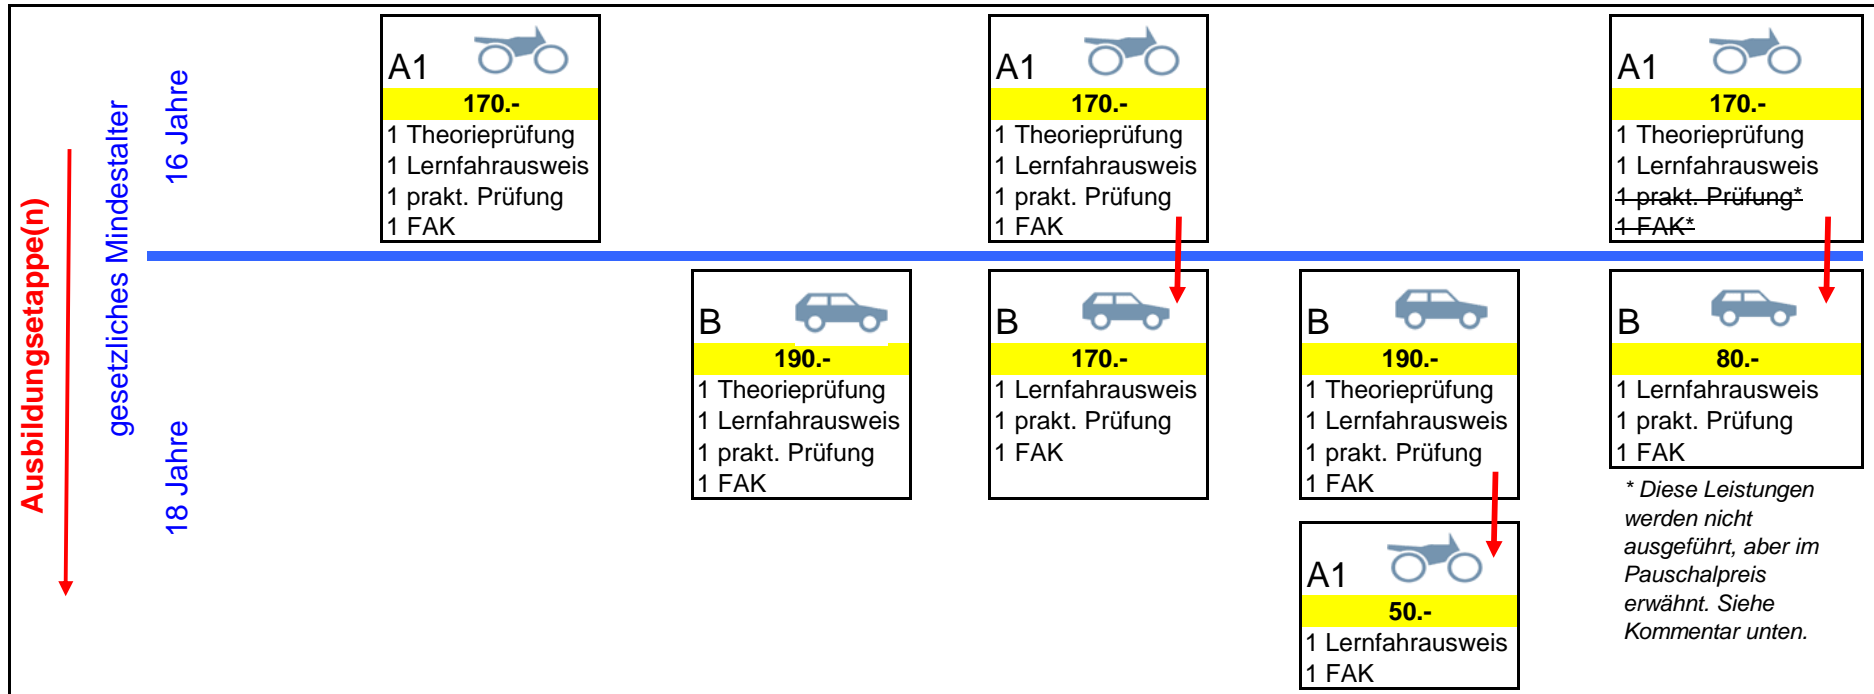 Ausbildungsetappe(n)
gesetzliches Mindestalter
16 Jahre
18 Jahre
A1
170.-
1 Theorieprüfung
1 Lernfahrausweis
1 prakt. Prüfung
1 FAK
A1
170.-
1 Theorieprüfung
1 Lernfahrausweis
1 prakt. Prüfung
1 FAK
A1
170.-
1 Theorieprüfung
1 Lernfahrausweis
1 prakt. Prüfung*
1 FAK*
B
190.-
1 Theorieprüfung
1 Lernfahrausweis
1 prakt. Prüfung
1 FAK
B
170.-
1 Lernfahrausweis
1 prakt. Prüfung
1 FAK
B
190.-
1 Theorieprüfung
1 Lernfahrausweis
1 prakt. Prüfung
1 FAK
B
80.-
1 Lernfahrausweis
1 prakt. Prüfung
1 FAK
* Diese Leistungen
werden nicht
ausgeführt, aber im
Pauschalpreis
erwähnt. Siehe
Kommentar unten.
A1
50.-
1 Lernfahrausweis
1 FAK